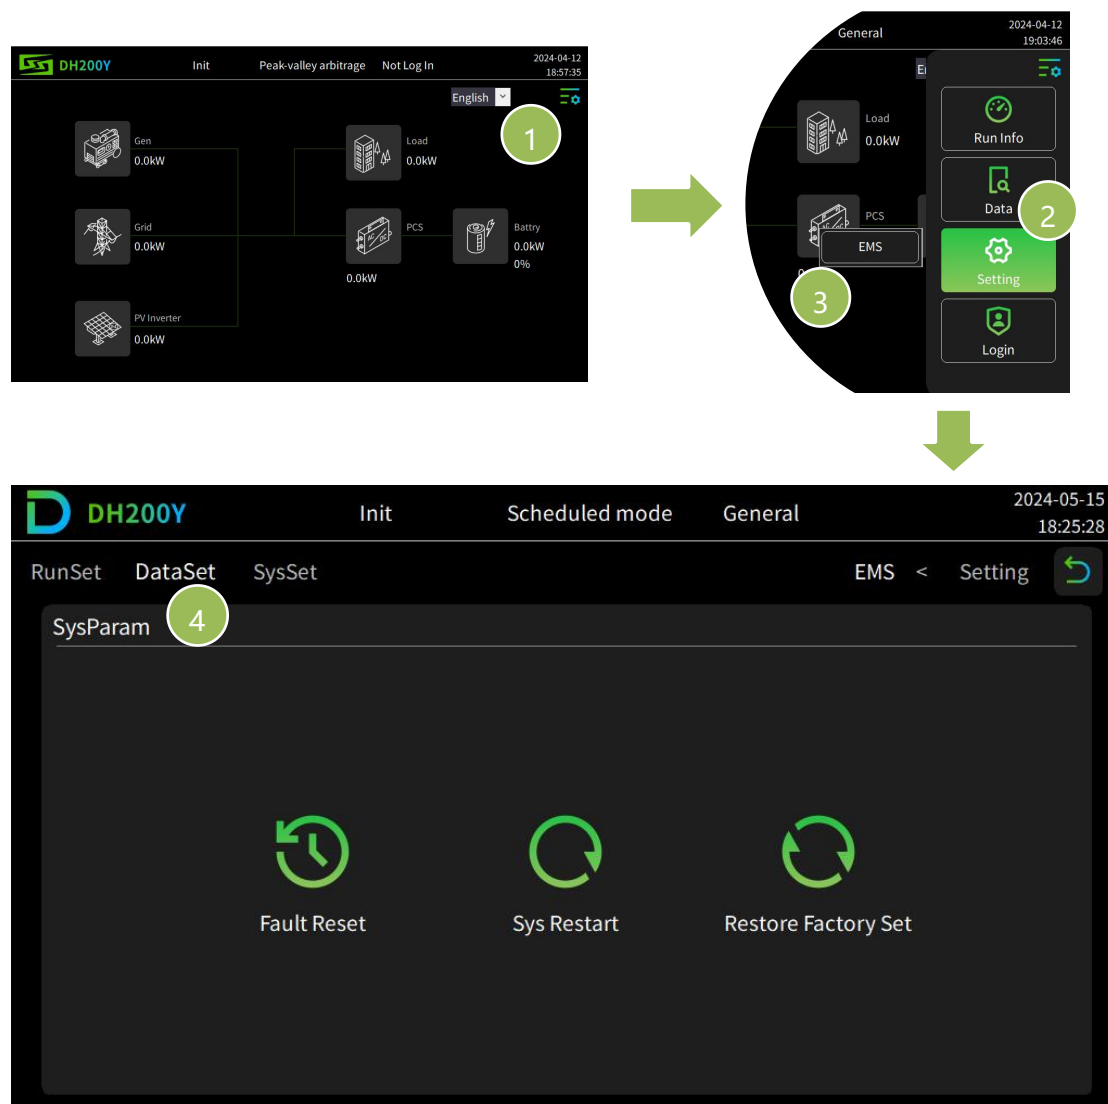 DH200Y Init Peak-valley arbitrage Not Log In 2024-04-12
18:57:35
English
1
Gen
0.0kW
Load
0.0kW
Grid
0.0kW
PCS
0.0kW
Battry
0.0kW
0%
PV Inverter
0.0kW
General 2024-04-12
19:03:46
Load
0.0kW
PCS
EMS
3
Run Info
Data
2
Setting
Login
DH200Y Init Scheduled mode General 2024-05-15
18:25:28
RunSet DataSet SysSet EMS < Setting
4
SysParam
Fault Reset Sys Restart Restore Factory Set